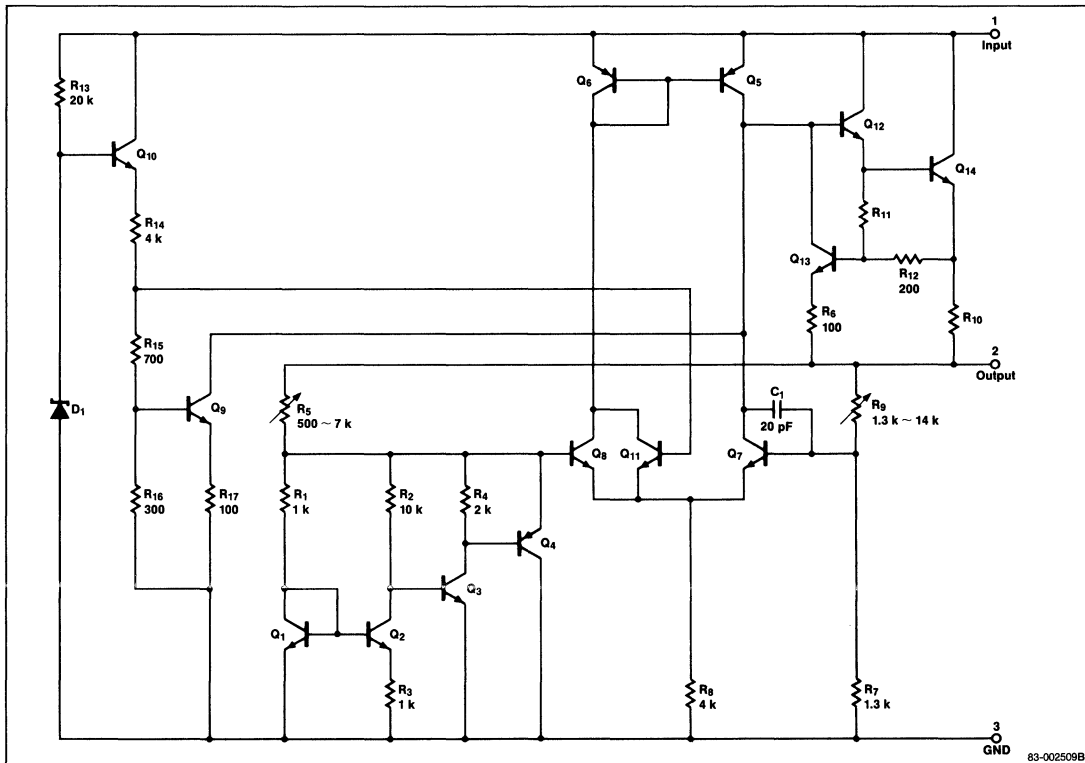 1
Input
R13
20 k
Q6
Q5
Q12
Q10
Q14
R14
4 k
R11
Q13
R12
200
R15
700
R6
100
R10
2
Output
D1
Q9
R5
500 ~ 7 k
C1
20 pF
R9
1.3 k ~ 14 k
Q8
Q11
Q7
R16
300
R17
100
R1
1 k
R2
10 k
R4
2 k
Q4
Q3
Q1
Q2
R3
1 k
R8
4 k
R7
1.3 k
3
GND
83-002509B